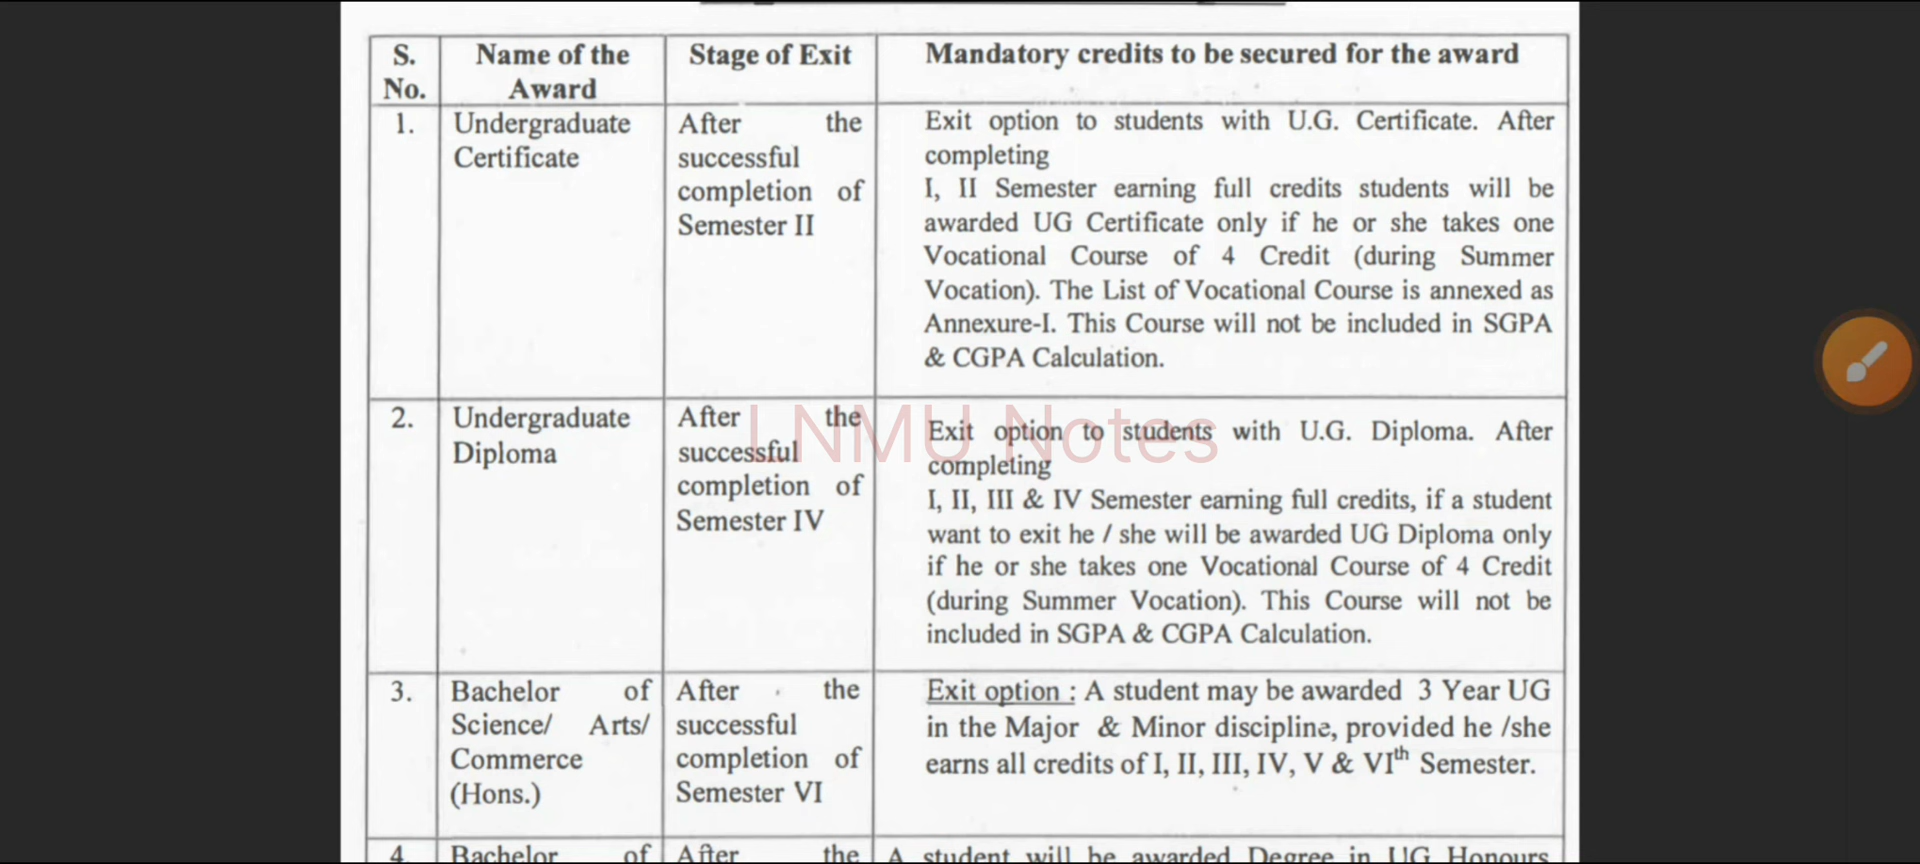 S. No.
Name of the Award
Stage of Exit
Mandatory credits to be secured for the award
1.
Undergraduate
Certificate
After the
successful
completion of
Semester II
Exit option to students with U.G. Certificate. After
completing
I, II Semester earning full credits students will be
awarded UG Certificate only if he or she takes one
Vocational Course of 4 Credit (during Summer
Vocation). The List of Vocational Course is annexed as
Annexure-I. This Course will not be included in SGPA
& CGPA Calculation.
2.
Undergraduate
Diploma
After the
successful
completion of
Semester IV
Exit option to students with U.G. Diploma. After
completing
I, II, III & IV Semester earning full credits, if a student
want to exit he / she will be awarded UG Diploma only
if he or she takes one Vocational Course of 4 Credit
(during Summer Vocation). This Course will not be
included in SGPA & CGPA Calculation.
LNMU Notes
3.
Bachelor of
Science/ Arts/
Commerce
(Hons.)
After the
successful
completion of
Semester VI
Exit option : A student may be awarded 3 Year UG
in the Major & Minor discipline, provided he /she
earns all credits of I, II, III, IV, V & VIth Semester.
4.
Bachelor of
After the
A student will be awarded Degree in UG Honours